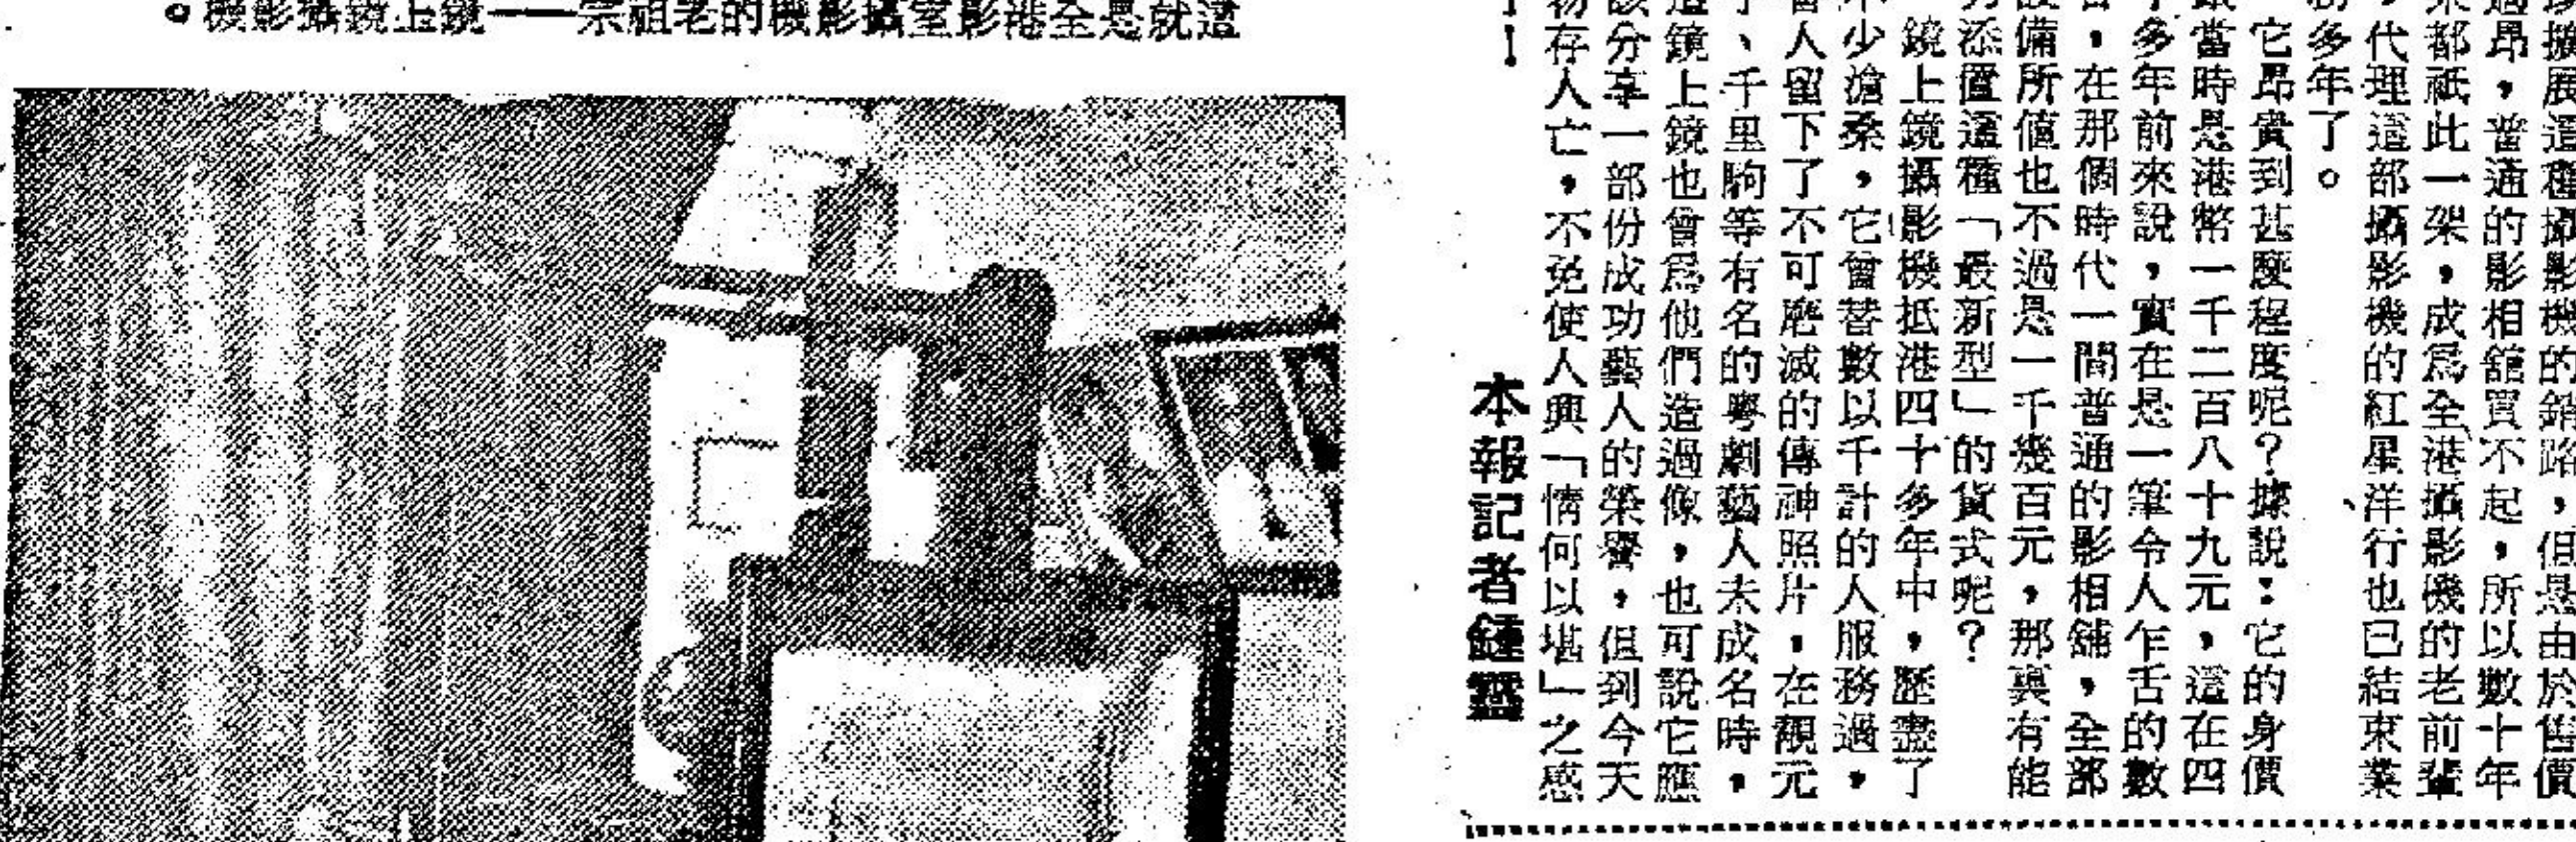 這就是全港影室攝影機的老祖宗——鏡上鏡攝影機。
擴展這種攝影機的銷路，但是由於售價
過昂，普通的影相舖買不起，所以數十年
來都祇此一架，成爲全港攝影機的老前輩
，代理這部攝影機的紅星洋行也已結束業
務多年了。
它昂貴到甚麼程度呢？據說：它的身價
當時是港幣一千二百八十九元，這在四
十多年前來說，實在是一筆令人乍舌的數
，在那個時代一間普通的影相舖，全部
設備所值也不過是一千幾百元，那裏有能
力添置這種「最新型」的貨式呢？
鏡上鏡攝影機抵港四十多年中，歷盡了
不少滄桑，它曾替數以千計的人服務過，
人留下了不可磨滅的傳神照片，在靚元
、千里駒等有名的粵劇藝人未成名時，
這鏡上鏡也曾爲他們造過像，也可說它應
該分享一部份成功藝人的榮譽，但到今天
物存人亡，不免使人興「情何以堪」之感
本報記者鍾靈